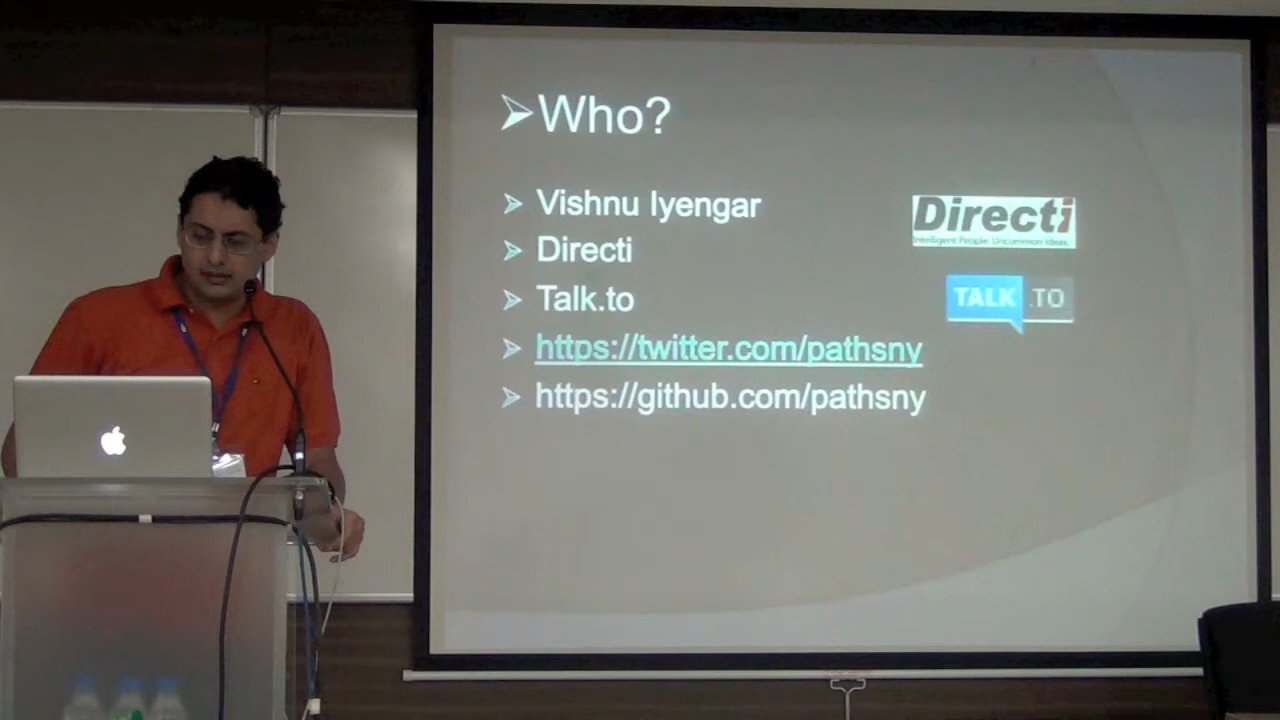 Who?
Vishnu Iyengar
Directi
Talk.to
https://twitter.com/pathsny
https://github.com/pathsny
Directi
Intelligent People. Uncommon Ideas.
TALK .TO